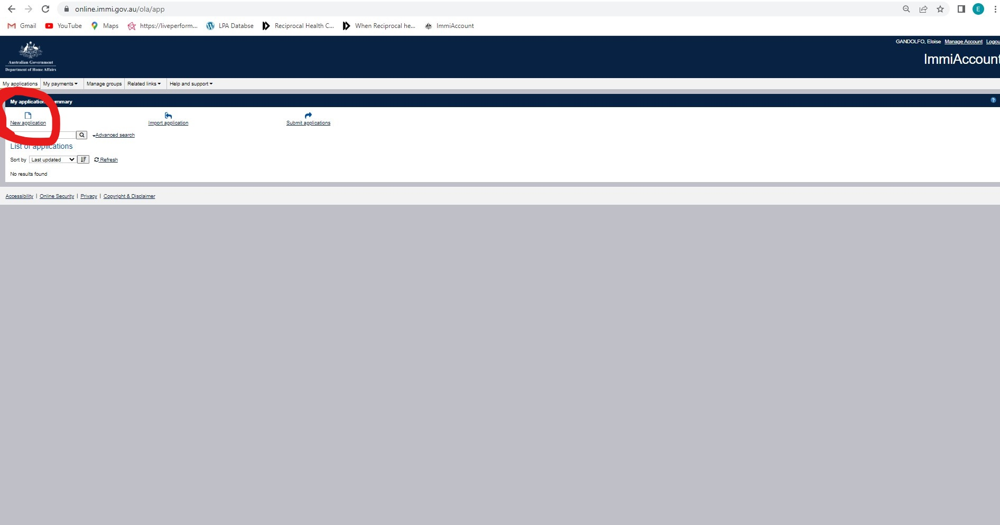 online.immi.gov.au/ola/app
E
Gmail YouTube Maps https://liveperform... LPA Databse Reciprocal Health C... When Reciprocal he... ImmiAccount
GANDOLFO, Eloise Manage Account Logou
ImmiAccount
Australian Government
Department of Home Affairs
My applications My payments Manage groups Related links Help and support
My application mmary ?
New application Import application Submit applications
Advanced search
List of applications
Sort by Last updated Refresh
No results found
Accessibility | Online Security | Privacy | Copyright & Disclaimer